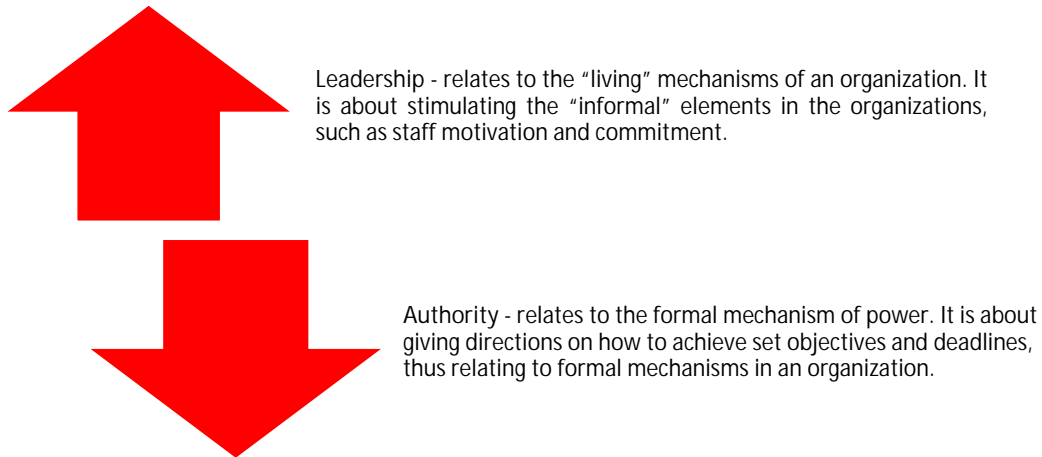 Leadership - relates to the “living” mechanisms of an organization. It
is about stimulating the “informal” elements in the organizations,
such as staff motivation and commitment.
Authority - relates to the formal mechanism of power. It is about
giving directions on how to achieve set objectives and deadlines,
thus relating to formal mechanisms in an organization.